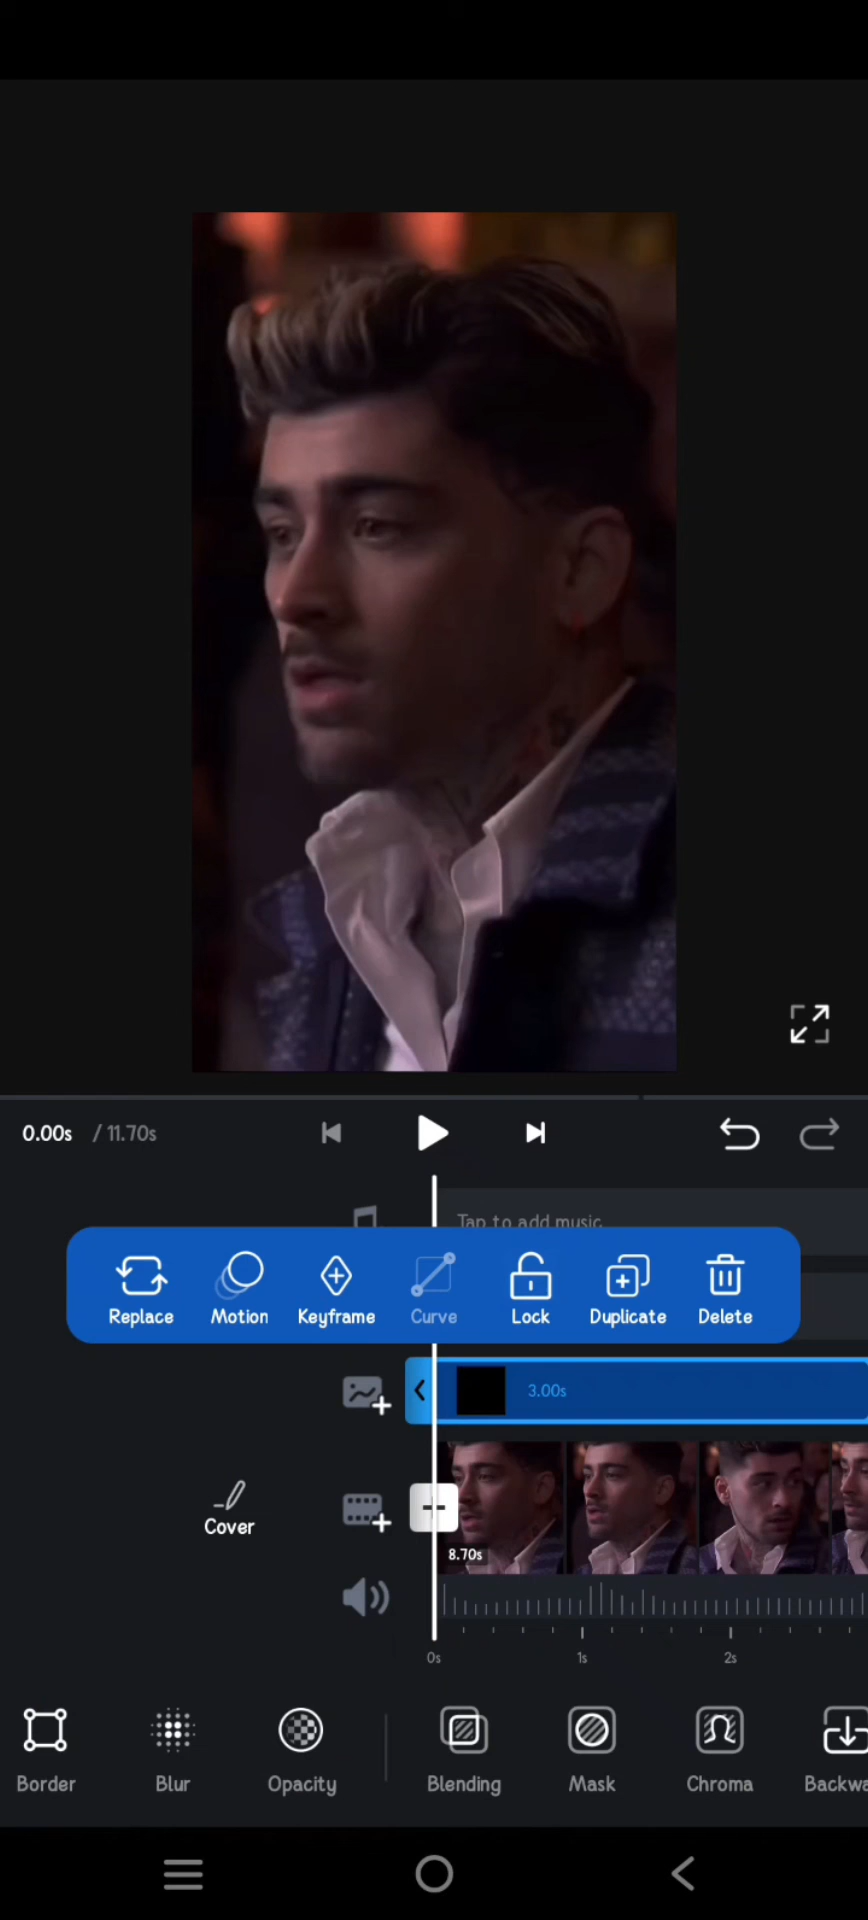 0.00s / 11.70s
Tap to add music
Replace Motion Keyframe Curve Lock Duplicate Delete
3.00s
Cover
8.70s
0s 1s 2s
Border Blur Opacity Blending Mask Chroma Backwa